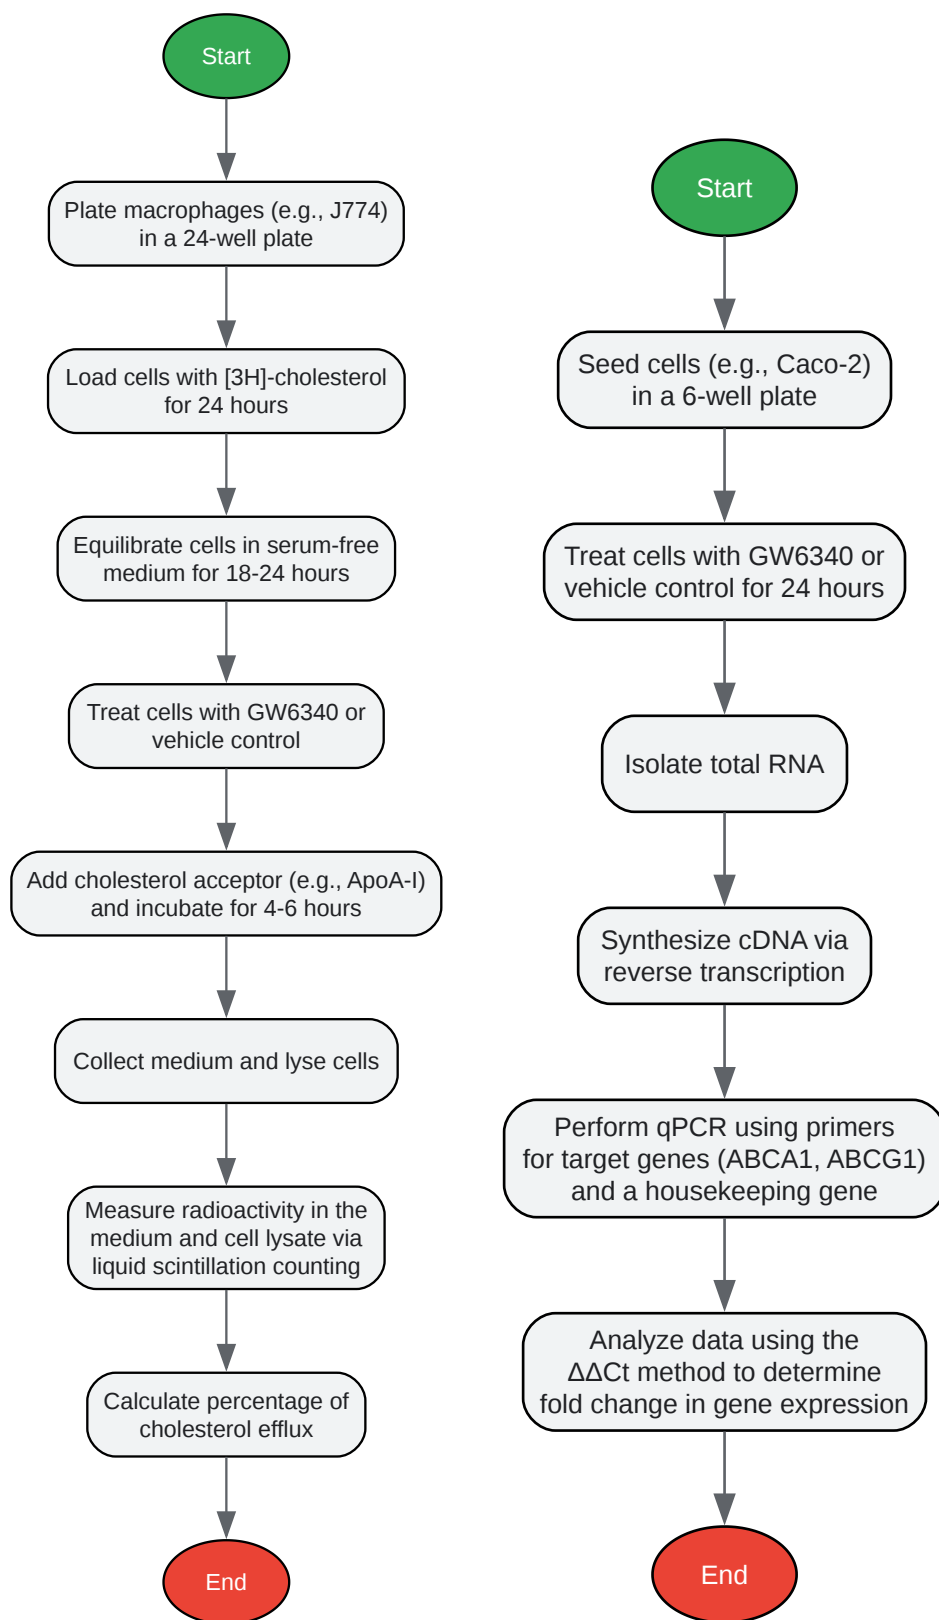 Start
Plate macrophages (e.g., J774)
in a 24-well plate
Load cells with [3H]-cholesterol
for 24 hours
Equilibrate cells in serum-free
medium for 18-24 hours
Treat cells with GW6340 or
vehicle control
Add cholesterol acceptor (e.g., ApoA-I)
and incubate for 4-6 hours
Collect medium and lyse cells
Measure radioactivity in the
medium and cell lysate via
liquid scintillation counting
Calculate percentage of
cholesterol efflux
End
Start
Seed cells (e.g., Caco-2)
in a 6-well plate
Treat cells with GW6340 or
vehicle control for 24 hours
Isolate total RNA
Synthesize cDNA via
reverse transcription
Perform qPCR using primers
for target genes (ABCA1, ABCG1)
and a housekeeping gene
Analyze data using the
ΔΔCt method to determine
fold change in gene expression
End